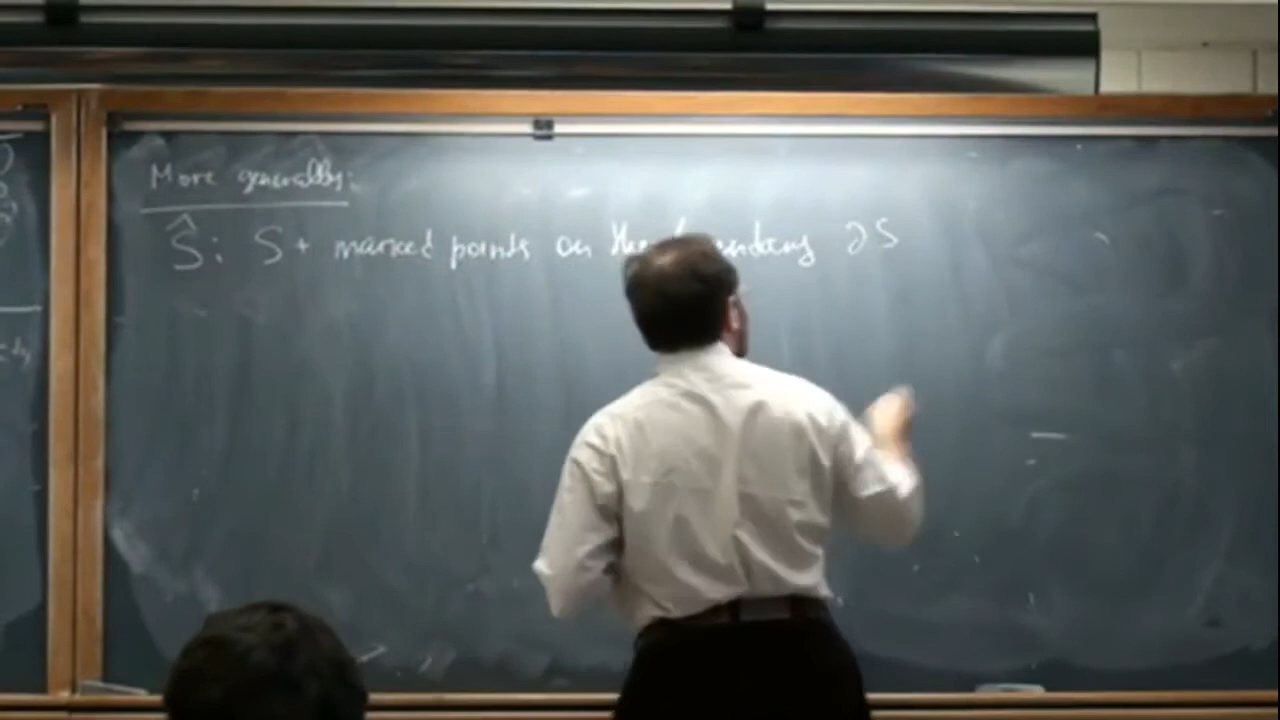 More generally:
Ŝ: S + marked points on the boundary ∂S